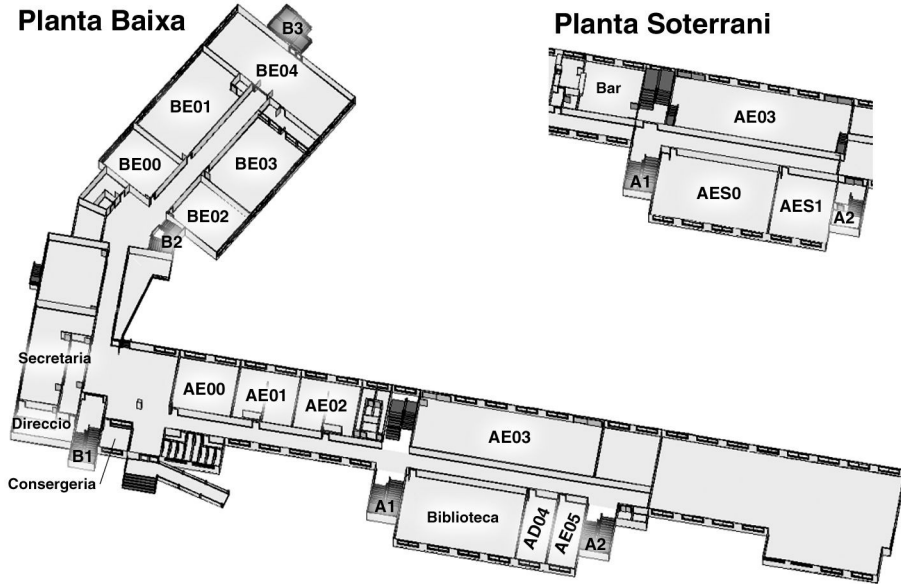 Planta Baixa
Planta Soterrani
B3
BE04
BE01
BE00
BE03
BE02
B2
Bar
AE03
A1
AES0
AES1
A2
Secretaria
Direccio
B1
Consergeria
AE00
AE01
AE02
AE03
A1
Biblioteca
AD04
AE05
A2